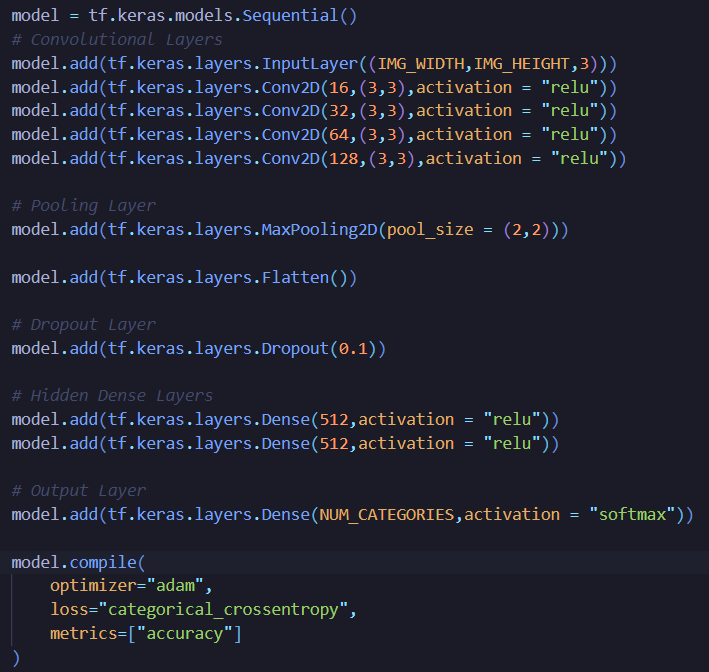 model = tf.keras.models.Sequential()
# Convolutional Layers
model.add(tf.keras.layers.InputLayer((IMG_WIDTH,IMG_HEIGHT,3)))
model.add(tf.keras.layers.Conv2D(16,(3,3),activation = "relu"))
model.add(tf.keras.layers.Conv2D(32,(3,3),activation = "relu"))
model.add(tf.keras.layers.Conv2D(64,(3,3),activation = "relu"))
model.add(tf.keras.layers.Conv2D(128,(3,3),activation = "relu"))
# Pooling Layer
model.add(tf.keras.layers.MaxPooling2D(pool_size = (2,2)))
model.add(tf.keras.layers.Flatten())
# Dropout Layer
model.add(tf.keras.layers.Dropout(0.1))
# Hidden Dense Layers
model.add(tf.keras.layers.Dense(512,activation = "relu"))
model.add(tf.keras.layers.Dense(512,activation = "relu"))
# Output Layer
model.add(tf.keras.layers.Dense(NUM_CATEGORIES,activation = "softmax"))
model.compile(
    optimizer="adam",
    loss="categorical_crossentropy",
    metrics=["accuracy"]
)